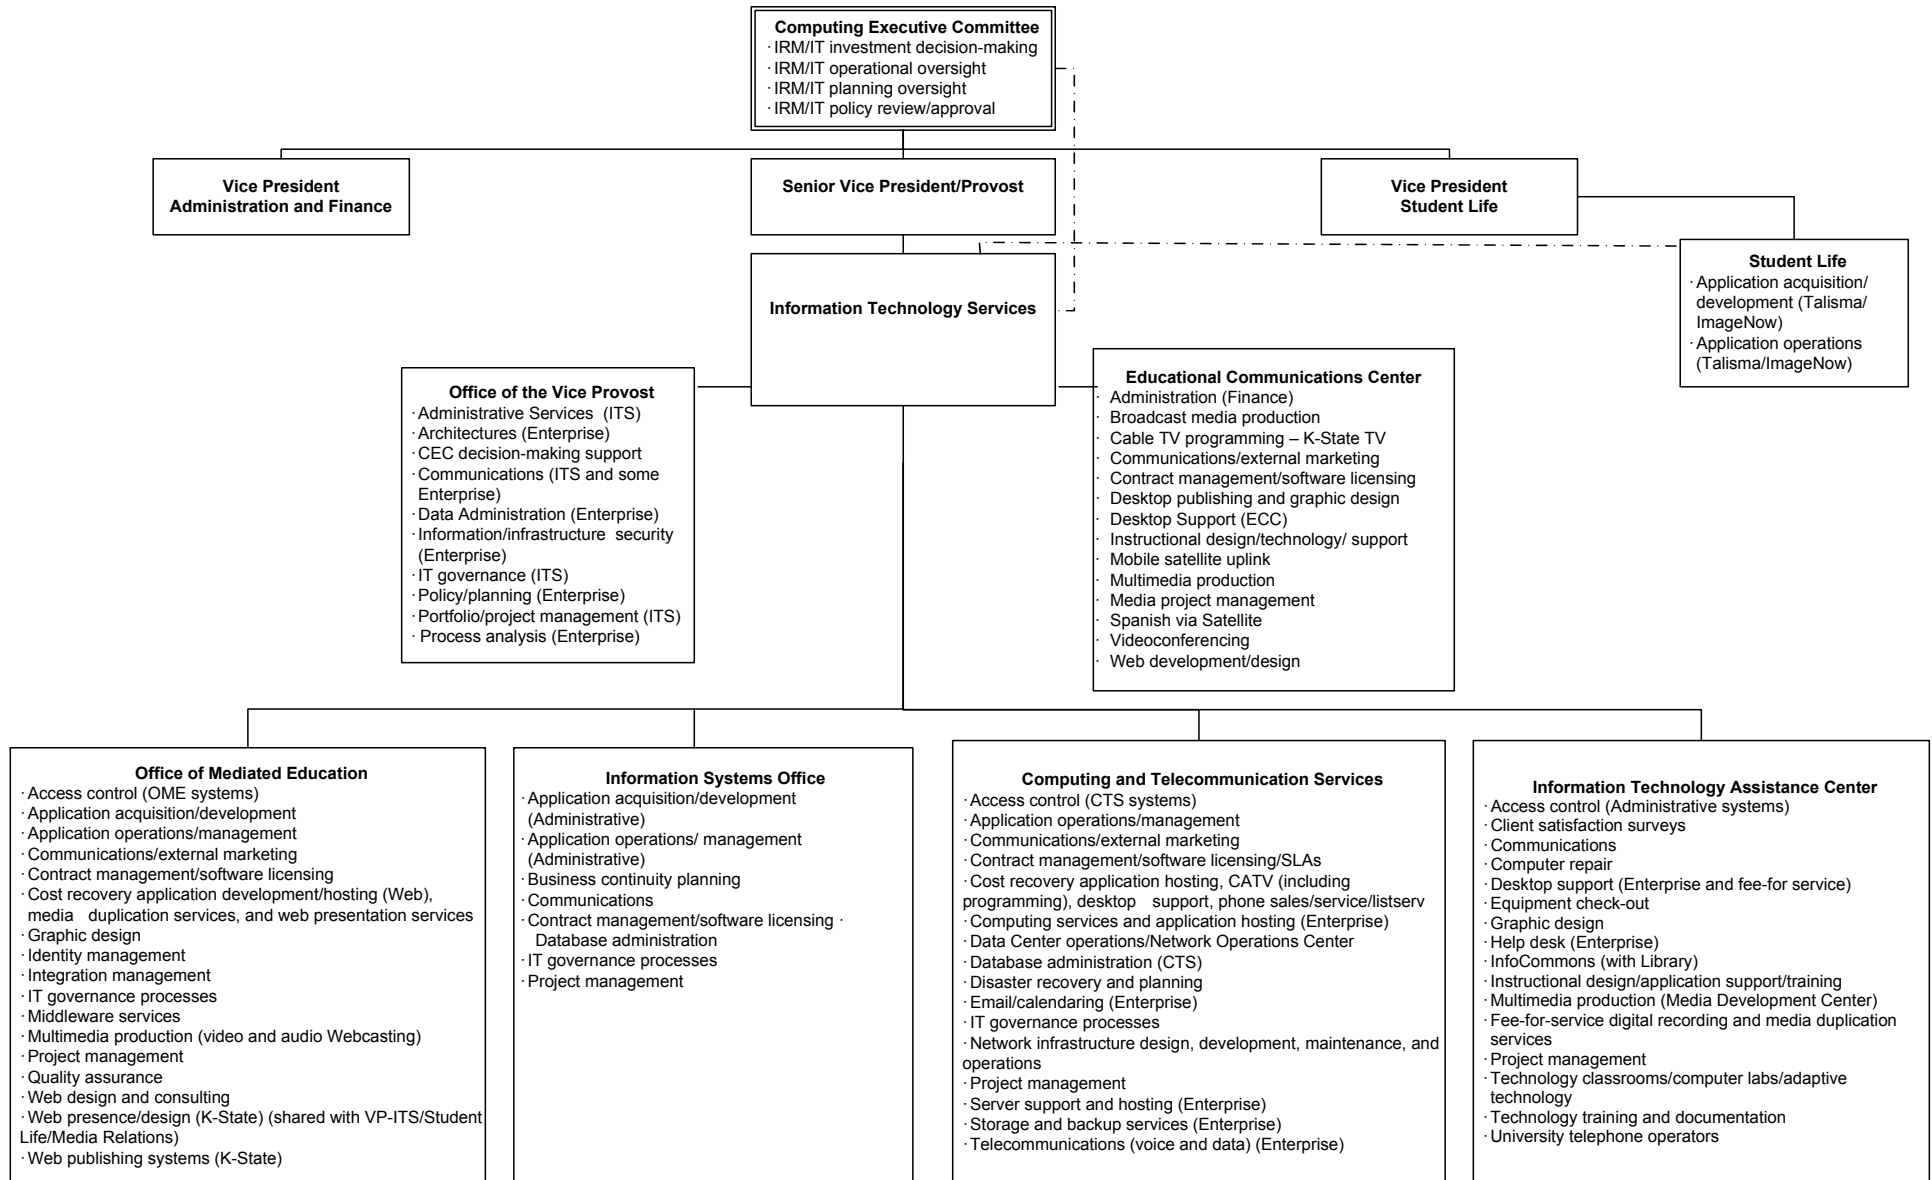 Computing Executive Committee
· IRM/IT investment decision-making
· IRM/IT operational oversight
· IRM/IT planning oversight
· IRM/IT policy review/approval
Vice President
Administration and Finance
Senior Vice President/Provost
Vice President
Student Life
Student Life
· Application acquisition/
development (Talisma/
ImageNow)
· Application operations
(Talisma/ImageNow)
Information Technology Services
Office of the Vice Provost
· Administrative Services (ITS)
· Architectures (Enterprise)
· CEC decision-making support
· Communications (ITS and some
Enterprise)
· Data Administration (Enterprise)
· Information/infrastructure security
(Enterprise)
· IT governance (ITS)
· Policy/planning (Enterprise)
· Portfolio/project management (ITS)
· Process analysis (Enterprise)
Educational Communications Center
· Administration (Finance)
· Broadcast media production
· Cable TV programming – K-State TV
· Communications/external marketing
· Contract management/software licensing
· Desktop publishing and graphic design
· Desktop Support (ECC)
· Instructional design/technology/ support
· Mobile satellite uplink
· Multimedia production
· Media project management
· Spanish via Satellite
· Videoconferencing
· Web development/design
Office of Mediated Education
· Access control (OME systems)
· Application acquisition/development
· Application operations/management
· Communications/external marketing
· Contract management/software licensing
· Cost recovery application development/hosting (Web),
media duplication services, and web presentation services
· Graphic design
· Identity management
· Integration management
· IT governance processes
· Middleware services
· Multimedia production (video and audio Webcasting)
· Project management
· Quality assurance
· Web design and consulting
· Web presence/design (K-State) (shared with VP-ITS/Student
Life/Media Relations)
· Web publishing systems (K-State)
Information Systems Office
· Application acquisition/development
(Administrative)
· Application operations/ management
(Administrative)
· Business continuity planning
· Communications
· Contract management/software licensing ·
Database administration
· IT governance processes
· Project management
Computing and Telecommunication Services
· Access control (CTS systems)
· Application operations/management
· Communications/external marketing
· Contract management/software licensing/SLAs
· Cost recovery application hosting, CATV (including
programming), desktop support, phone sales/service/listserv
· Computing services and application hosting (Enterprise)
· Data Center operations/Network Operations Center
· Database administration (CTS)
· Disaster recovery and planning
· Email/calendaring (Enterprise)
· IT governance processes
· Network infrastructure design, development, maintenance, and
operations
· Project management
· Server support and hosting (Enterprise)
· Storage and backup services (Enterprise)
· Telecommunications (voice and data) (Enterprise)
Information Technology Assistance Center
· Access control (Administrative systems)
· Client satisfaction surveys
· Communications
· Computer repair
· Desktop support (Enterprise and fee-for service)
· Equipment check-out
· Graphic design
· Help desk (Enterprise)
· InfoCommons (with Library)
· Instructional design/application support/training
· Multimedia production (Media Development Center)
· Fee-for-service digital recording and media duplication
services
· Project management
· Technology classrooms/computer labs/adaptive
technology
· Technology training and documentation
· University telephone operators